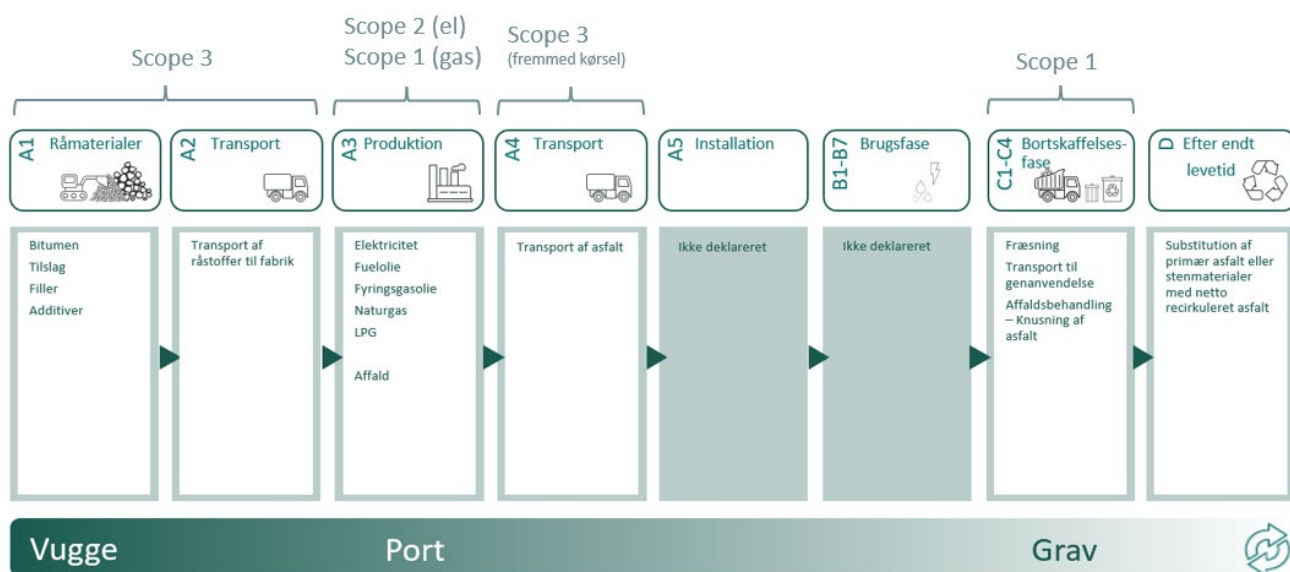 Scope 3
Scope 2 (el)
Scope 1 (gas)
Scope 3
(fremmed kørsel)
Scope 1
A1
Råmaterialer
A2
Transport
A3
Produktion
A4
Transport
A5
Installation
B1-B7
Brugsfase
C1-C4
Bortskaffelses-
fase
D
Efter endt
levetid
Bitumen
Tilslag
Filler
Additiver
Transport af
råstoffer til fabrik
Elektricitet
Fuelolie
Fyringsgasolie
Naturgas
LPG
Affald
Transport af asfalt
Ikke deklareret
Ikke deklareret
Fræsning
Transport til
genanvendelse
Affaldsbehandling
– Knusning af
asfalt
Substitution af
primær asfalt eller
stenmaterialer
med netto
recirkuleret asfalt
Vugge
Port
Grav